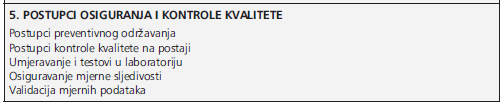 5. POSTUPCI OSIGURANJA I KONTROLE KVALITETE
Postupci preventivnog održavanja
Postupci kontrole kvalitete na postaji
Umjeravanje i testovi u laboratoriju
Osiguravanje mjerne sljedivosti
Validacija mjernih podataka